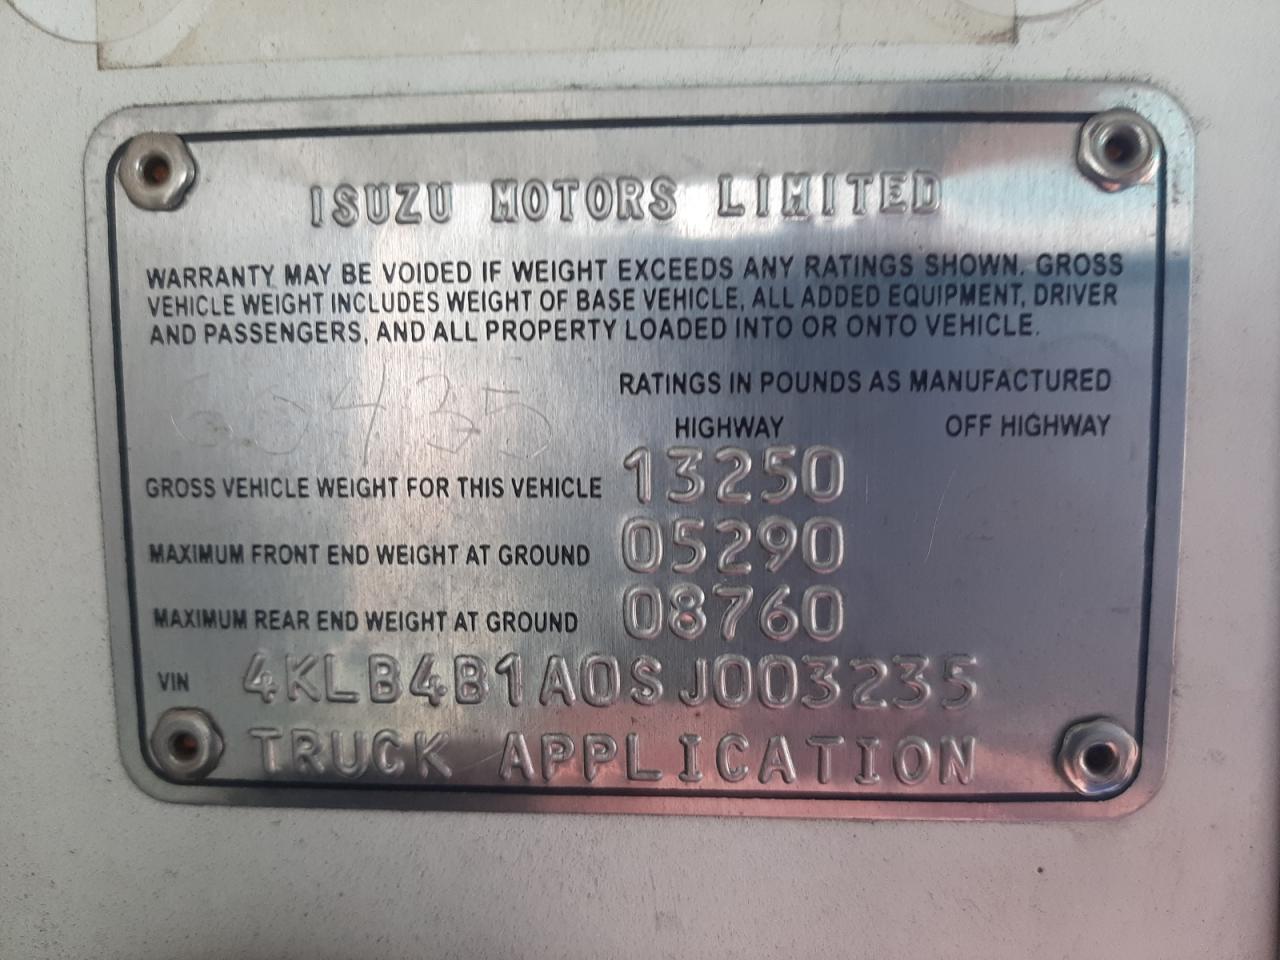 ISUZU MOTORS LIMITED
WARRANTY MAY BE VOIDED IF WEIGHT EXCEEDS ANY RATINGS SHOWN. GROSS
VEHICLE WEIGHT INCLUDES WEIGHT OF BASE VEHICLE, ALL ADDED EQUIPMENT, DRIVER
AND PASSENGERS, AND ALL PROPERTY LOADED INTO OR ONTO VEHICLE.
RATINGS IN POUNDS AS MANUFACTURED
HIGHWAY OFF HIGHWAY
GROSS VEHICLE WEIGHT FOR THIS VEHICLE 13250
MAXIMUM FRONT END WEIGHT AT GROUND 05290
MAXIMUM REAR END WEIGHT AT GROUND 08760
VIN 4KLB4B1A0SJ003235
TRUCK APPLICATION